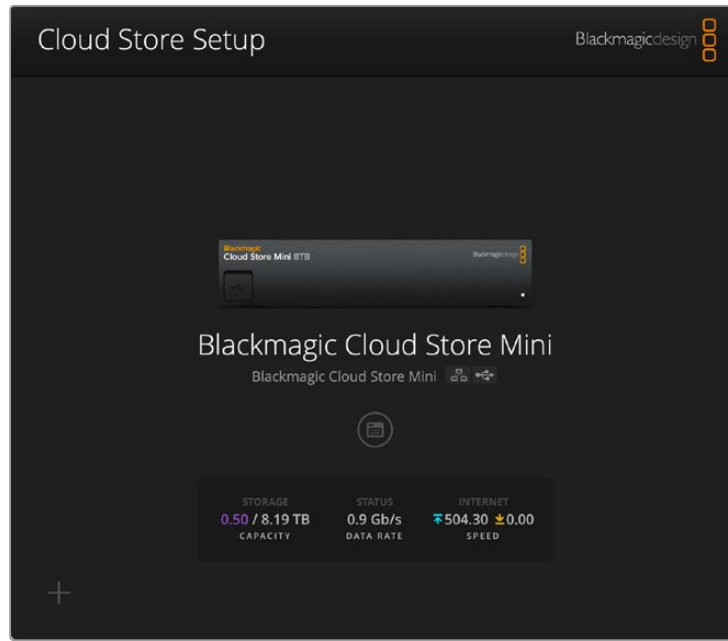 Cloud Store Setup
Blackmagicdesign
Blackmagic
Cloud Store Mini 8TB
Blackmagicdesign
Blackmagic Cloud Store Mini
Blackmagic Cloud Store Mini
STORAGE STATUS INTERNET
0.50 / 8.19 TB 0.9 Gb/s 504.30 0.00
CAPACITY DATA RATE SPEED